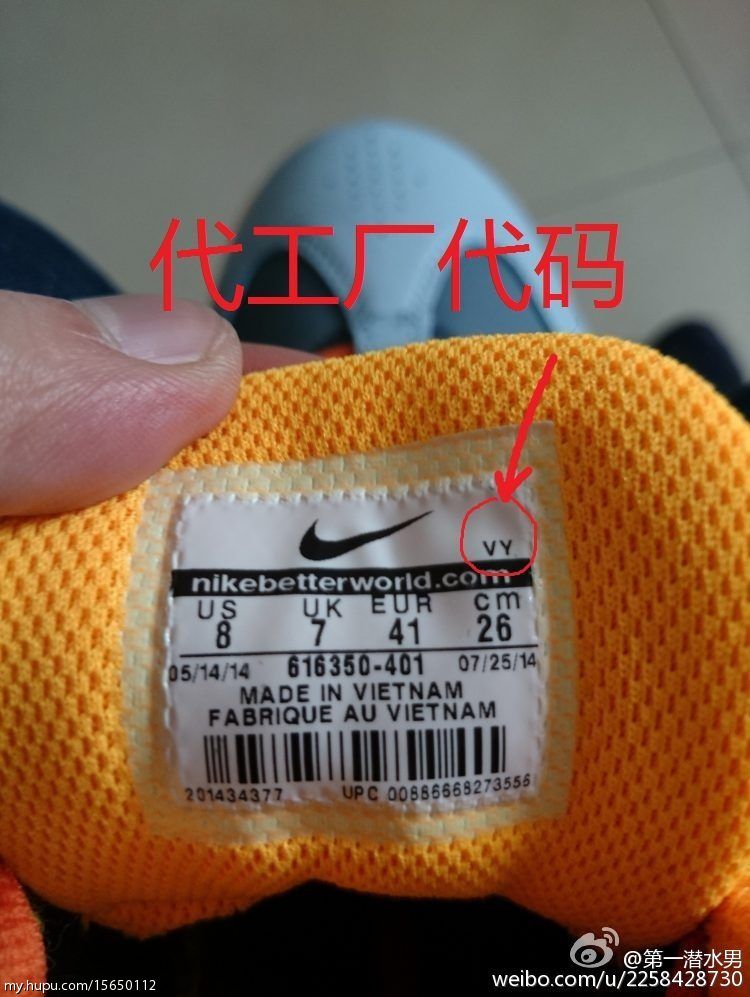 代工厂代码
VY
nikebetterworld.com
US UK EUR cm
8 7 41 26
05/14/14 616350-401 07/25/14
MADE IN VIETNAM
FABRIQUE AU VIETNAM
201434377 UPC 00886668273556
@第一潜水男
my.hupu.com/15650112
weibo.com/u/2258428730